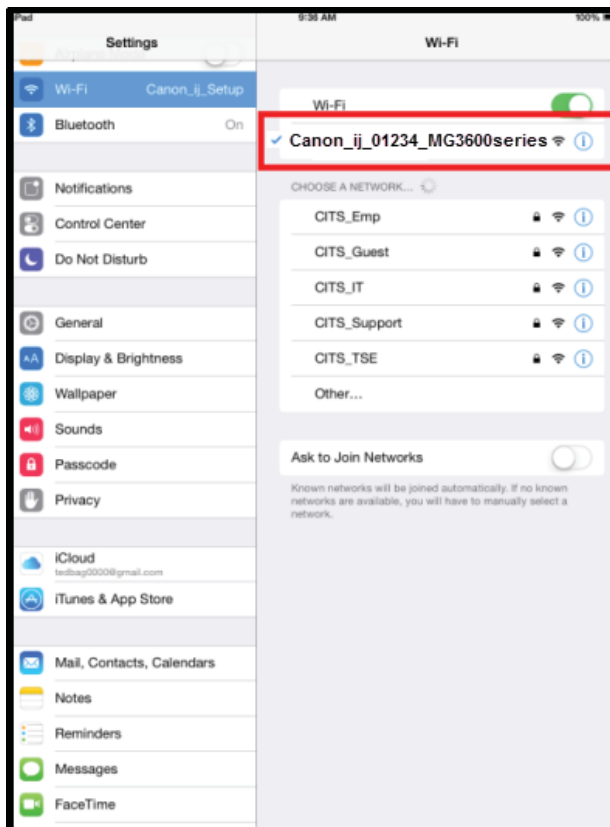 iPad
9:36 AM
100%
Settings
Wi-Fi
Airplane Mode
Wi-Fi Canon_ij_Setup
Bluetooth On
Notifications
Control Center
Do Not Disturb
General
Display & Brightness
Wallpaper
Sounds
Passcode
Privacy
iCloud
tedbag0000@gmail.com
iTunes & App Store
Mail, Contacts, Calendars
Notes
Reminders
Messages
FaceTime
Wi-Fi
Canon_ij_01234_MG3600series
CHOOSE A NETWORK...
CITS_Emp
CITS_Guest
CITS_IT
CITS_Support
CITS_TSE
Other...
Ask to Join Networks
Known networks will be joined automatically. If no known
networks are available, you will have to manually select a
network.